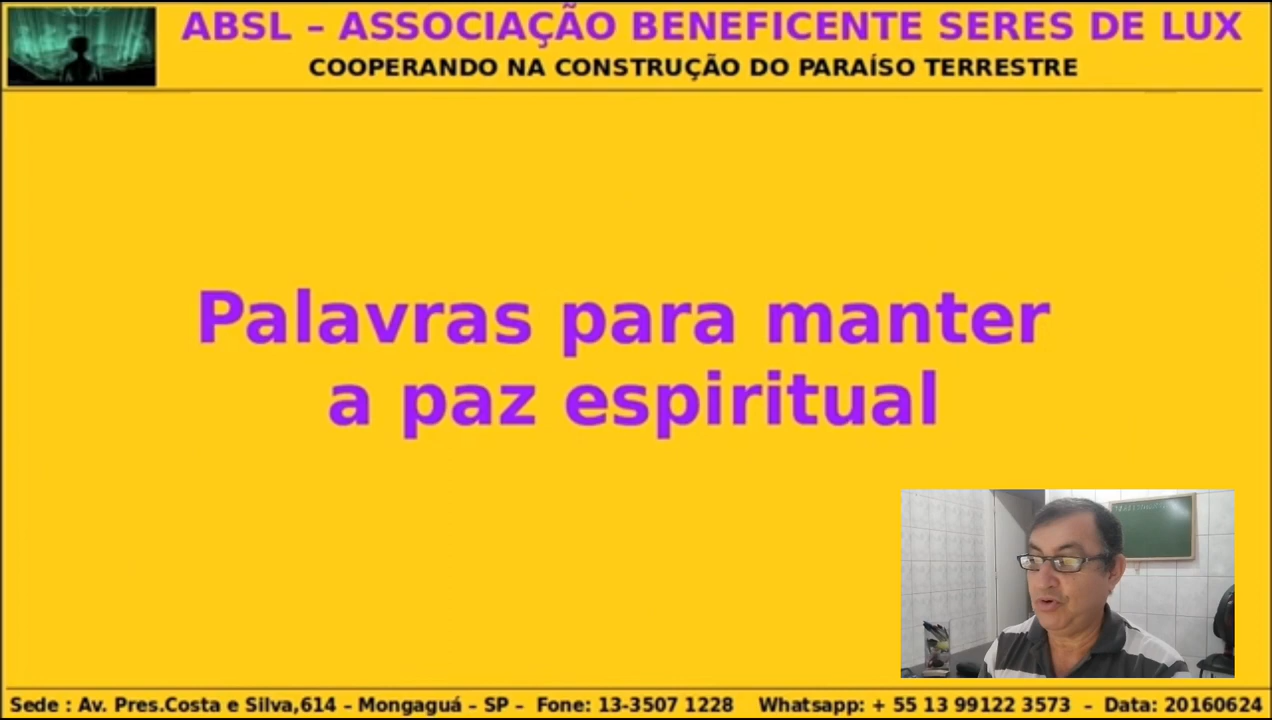 ABSL – ASSOCIAÇÃO BENEFICENTE SERES DE LUX
COOPERANDO NA CONSTRUÇÃO DO PARAÍSO TERRESTRE
Palavras para manter
a paz espiritual
Sede : Av. Pres.Costa e Silva,614 – Mongaguá – SP – Fone: 13-3507 1228 Whatsapp: + 55 13 99122 3573 – Data: 20160624